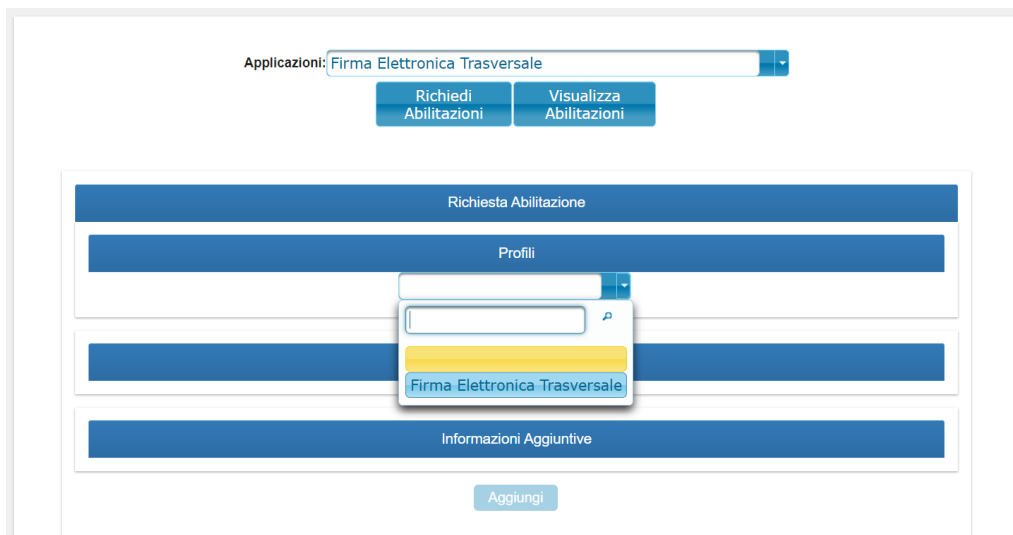 Applicazioni: Firma Elettronica Trasversale
Richiedi Abilitazioni
Visualizza Abilitazioni
Richiesta Abilitazione
Profili
Firma Elettronica Trasversale
Informazioni Aggiuntive
Aggiungi